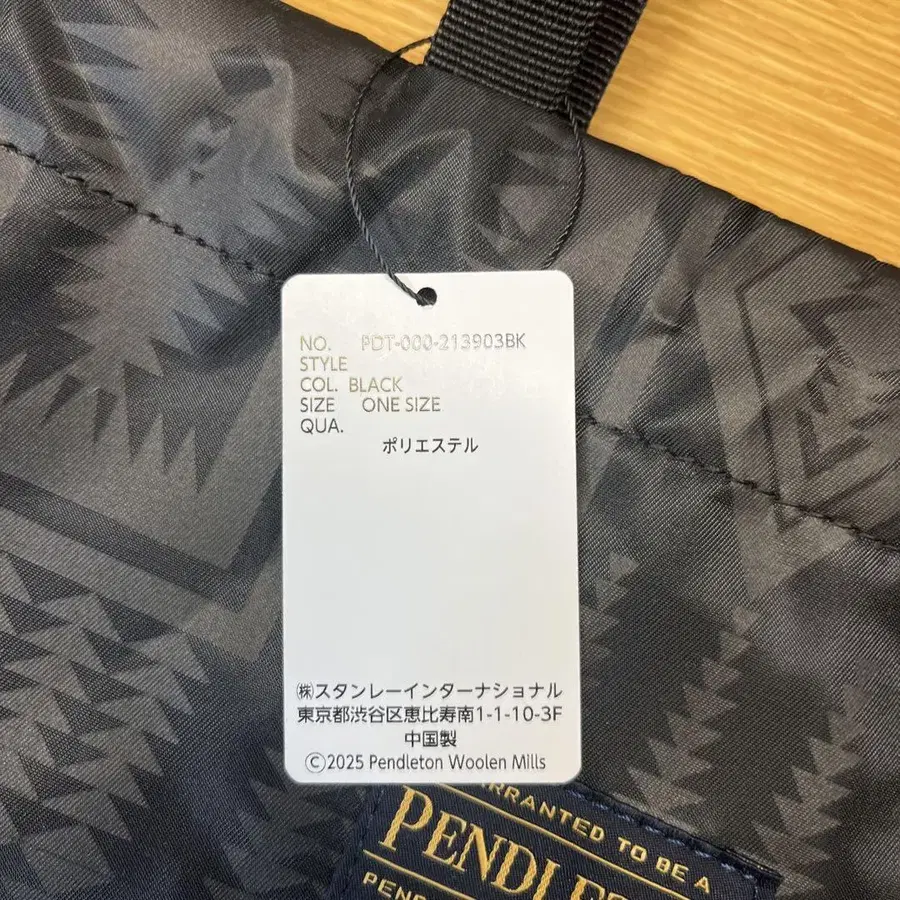 NO. PDT-000-213903BK
STYLE
COL. BLACK
SIZE ONE SIZE
QUA.
ポリエステル
㈱スタンレーインターナショナル
東京都渋谷区恵比寿南1-1-10-3F
中国製
©2025 Pendleton Woolen Mills
TO BE A